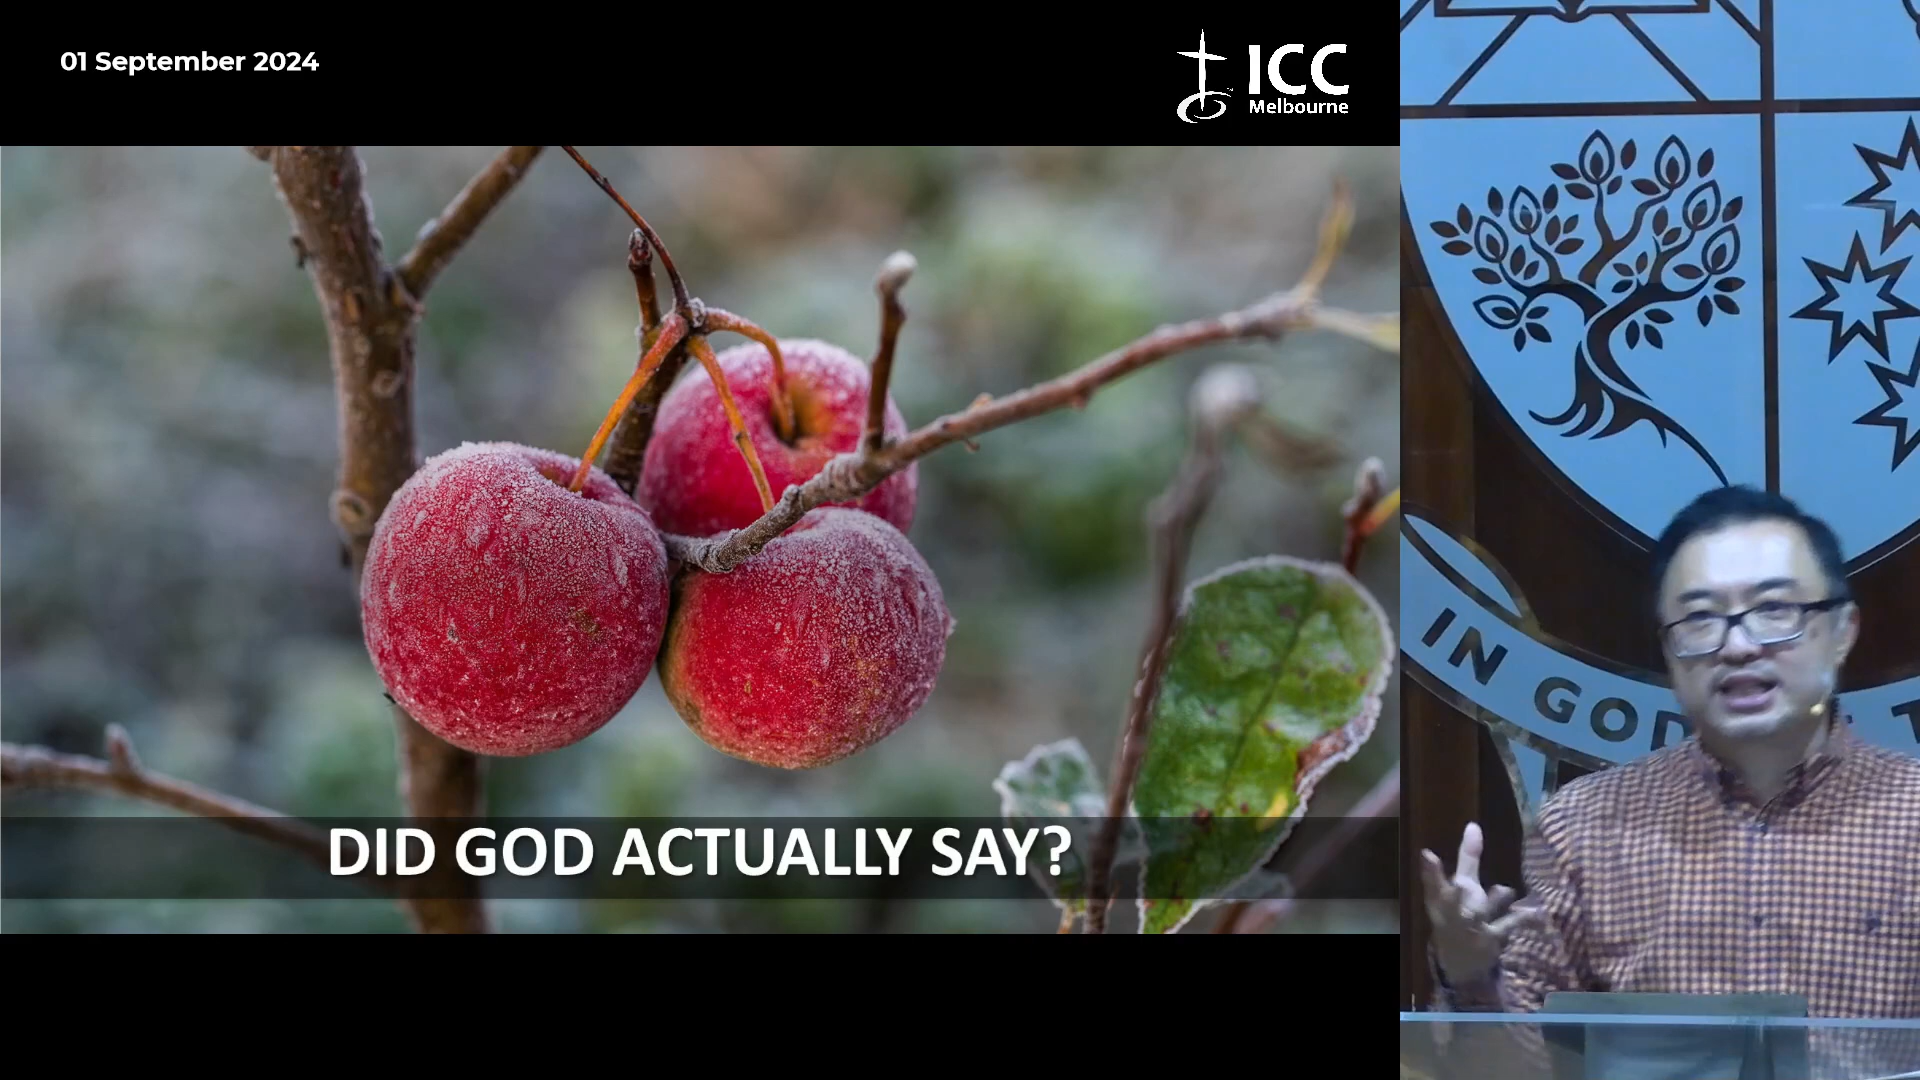 01 September 2024
ICC
Melbourne
DID GOD ACTUALLY SAY?
IN GOD